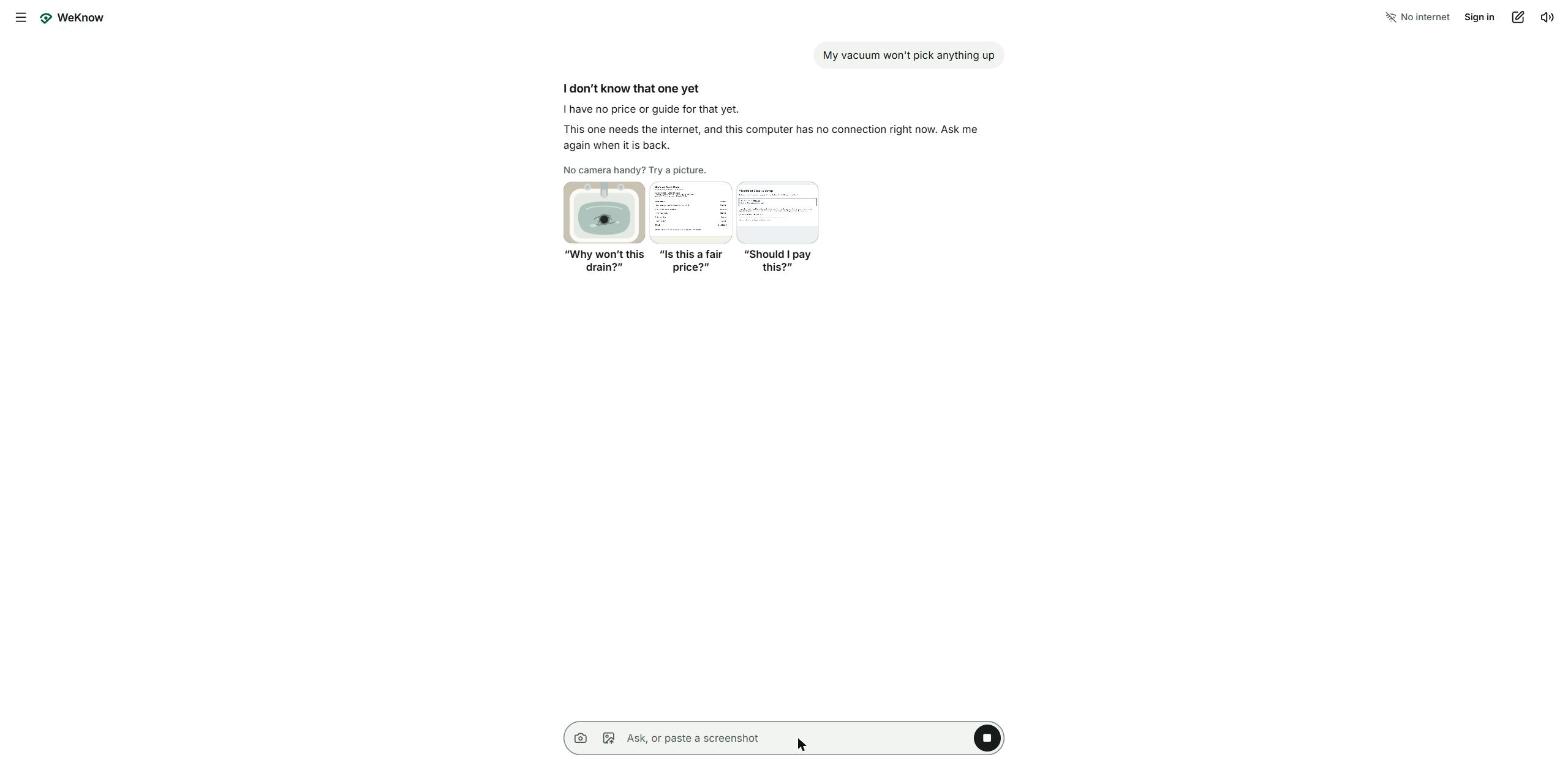 WeKnow
No internet
Sign in
My vacuum won't pick anything up
I don’t know that one yet
I have no price or guide for that yet.
This one needs the internet, and this computer has no connection right now. Ask me
again when it is back.
No camera handy? Try a picture.
“Why won’t this
drain?”
“Is this a fair
price?”
“Should I pay
this?”
Ask, or paste a screenshot